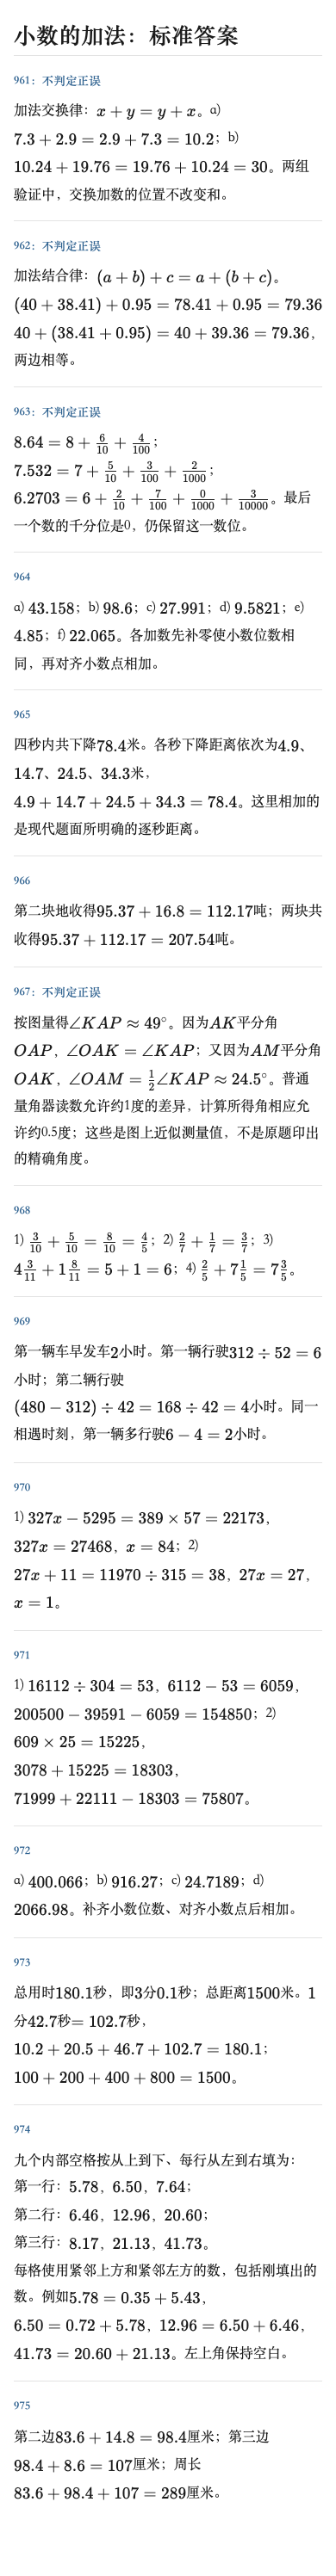 小数的加法：标准答案
961：不判定正误
加法交换律：x + y = y + x。a)
7.3 + 2.9 = 2.9 + 7.3 = 10.2；b)
10.24 + 19.76 = 19.76 + 10.24 = 30。两组
验证中，交换加数的位置不改变和。
962：不判定正误
加法结合律：(a + b) + c = a + (b + c)。
(40 + 38.41) + 0.95 = 78.41 + 0.95 = 79.36
40 + (38.41 + 0.95) = 40 + 39.36 = 79.36，
两边相等。
963：不判定正误
8.64 = 8 + 6/10 + 4/100；
7.532 = 7 + 5/10 + 3/100 + 2/1000；
6.2703 = 6 + 2/10 + 7/100 + 0/1000 + 3/10000。最后
一个数的千分位是0，仍保留这一数位。
964
a) 43.158；b) 98.6；c) 27.991；d) 9.5821；e)
4.85；f) 22.065。各加数先补零使小数位数相
同，再对齐小数点相加。
965
四秒内共下降78.4米。各秒下降距离依次为4.9、
14.7、24.5、34.3米，
4.9 + 14.7 + 24.5 + 34.3 = 78.4。这里相加的
是现代题面所明确的逐秒距离。
966
第二块地收得95.37 + 16.8 = 112.17吨；两块共
收得95.37 + 112.17 = 207.54吨。
967：不判定正误
按图量得∠KAP ≈ 49°。因为AK平分角
OAP，∠OAK = ∠KAP；又因为AM平分角
OAK，∠OAM = 1/2∠KAP ≈ 24.5°。普通
量角器读数允许约1度的差异，计算所得角相应允
许约0.5度；这些是图上近似测量值，不是原题印出
的精确角度。
968
1) 3/10 + 5/10 = 8/10 = 4/5；2) 2/7 + 1/7 = 3/7；3)
4 3/11 + 1 8/11 = 5 + 1 = 6；4) 2/5 + 7 1/5 = 7 3/5。
969
第一辆车早发车2小时。第一辆行驶312 ÷ 52 = 6
小时；第二辆行驶
(480 − 312) ÷ 42 = 168 ÷ 42 = 4小时。同一
相遇时刻，第一辆多行驶6 − 4 = 2小时。
970
1) 327x − 5295 = 389 × 57 = 22173，
327x = 27468，x = 84；2)
27x + 11 = 11970 ÷ 315 = 38，27x = 27，
x = 1。
971
1) 16112 ÷ 304 = 53，6112 − 53 = 6059，
200500 − 39591 − 6059 = 154850；2)
609 × 25 = 15225，
3078 + 15225 = 18303，
71999 + 22111 − 18303 = 75807。
972
a) 400.066；b) 916.27；c) 24.7189；d)
2066.98。补齐小数位数、对齐小数点后相加。
973
总用时180.1秒，即3分0.1秒；总距离1500米。1
分42.7秒= 102.7秒，
10.2 + 20.5 + 46.7 + 102.7 = 180.1；
100 + 200 + 400 + 800 = 1500。
974
九个内部空格按从上到下、每行从左到右填为：
第一行：5.78，6.50，7.64；
第二行：6.46，12.96，20.60；
第三行：8.17，21.13，41.73。
每格使用紧邻上方和紧邻左方的数，包括刚填出的
数。例如5.78 = 0.35 + 5.43，
6.50 = 0.72 + 5.78，12.96 = 6.50 + 6.46，
41.73 = 20.60 + 21.13。左上角保持空白。
975
第二边83.6 + 14.8 = 98.4厘米；第三边
98.4 + 8.6 = 107厘米；周长
83.6 + 98.4 + 107 = 289厘米。